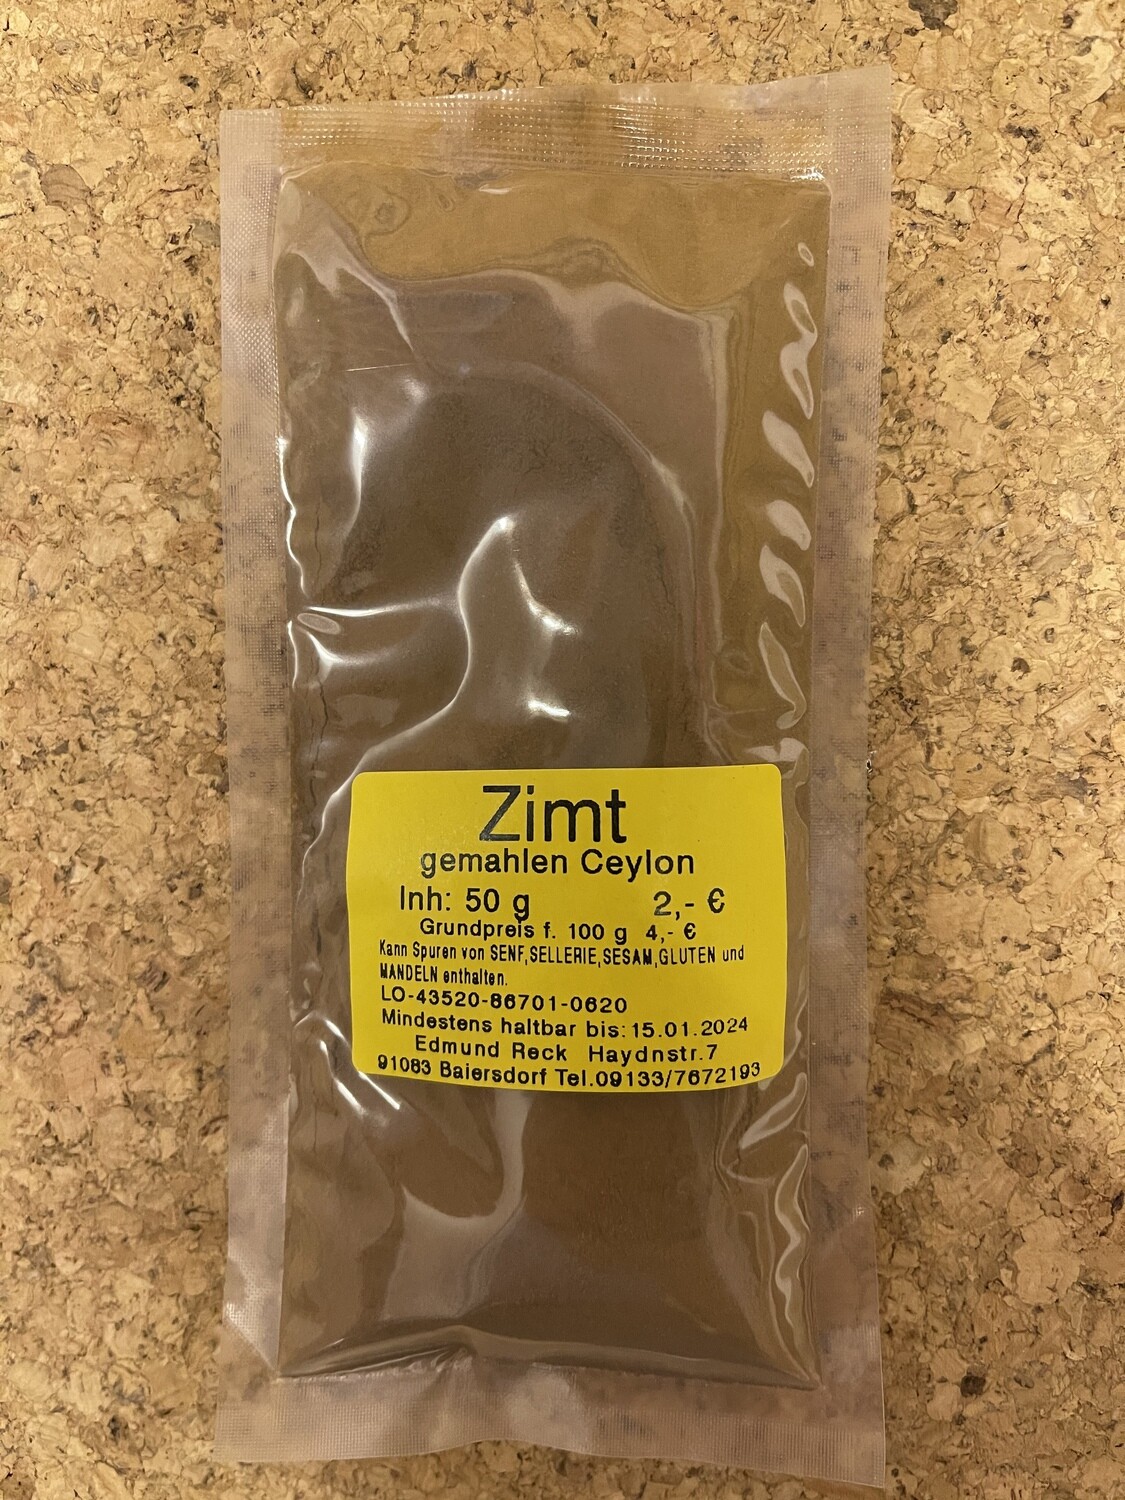 Zimt
gemahlen Ceylon
Inh: 50 g 2,- €
Grundpreis f. 100 g 4,- €
Kann Spuren von SENF,SELLERIE,SESAM,GLUTEN und
MANDELN enthalten.
LO-43520-86701-0620
Mindestens haltbar bis:15.01.2024
Edmund Reck Haydnstr.7
91083 Baiersdorf Tel.09133/7672193